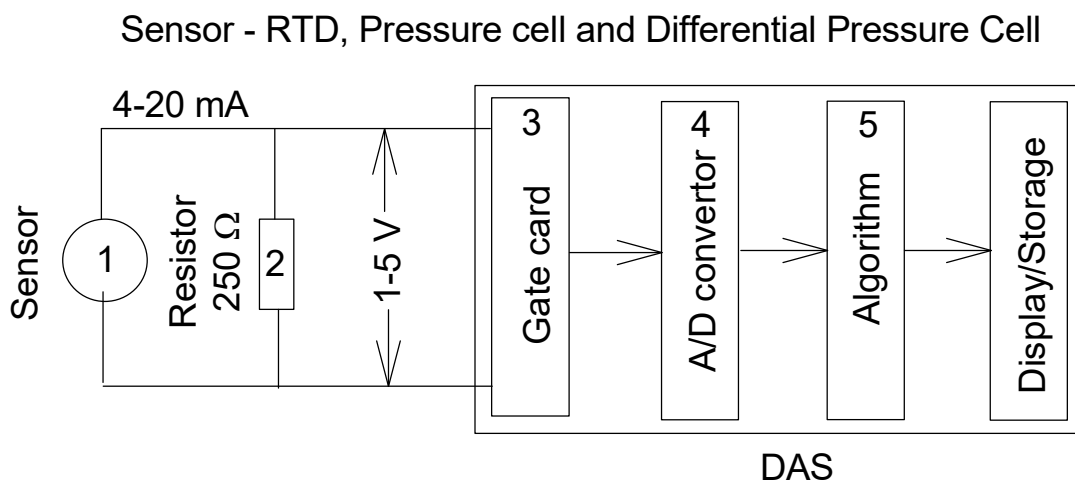 Sensor - RTD, Pressure cell and Differential Pressure Cell
4-20 mA
Sensor
1
Resistor
250 Ω
2
1-5 V
3
Gate card
4
A/D convertor
5
Algorithm
Display/Storage
DAS